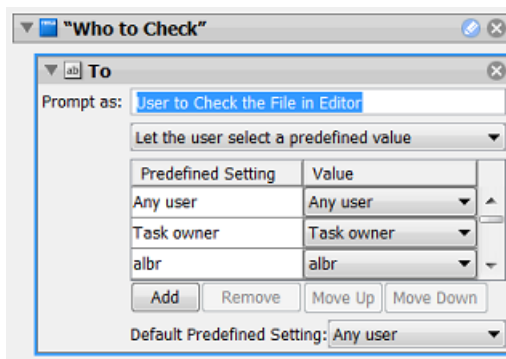 “Who to Check”
To
Prompt as: User to Check the File in Editor
Let the user select a predefined value
Predefined Setting Value
Any user Any user
Task owner Task owner
albr albr
Add Remove Move Up Move Down
Default Predefined Setting: Any user